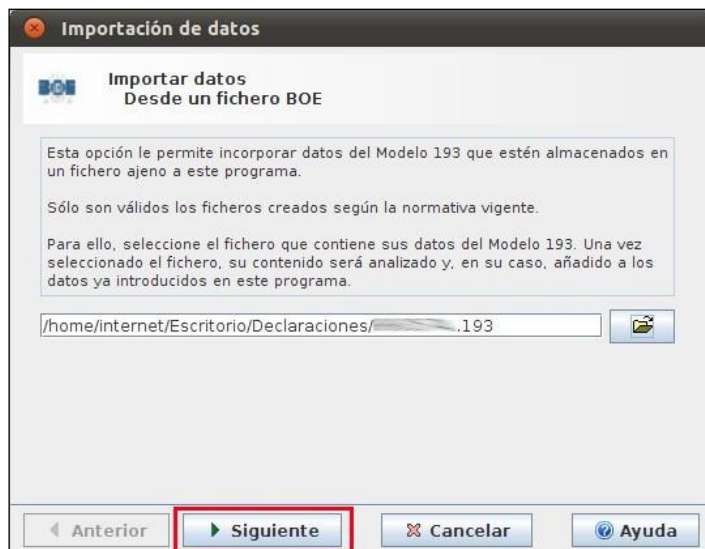 Importación de datos
BOE
Importar datos
Desde un fichero BOE
Esta opción le permite incorporar datos del Modelo 193 que estén almacenados en
un fichero ajeno a este programa.
Sólo son válidos los ficheros creados según la normativa vigente.
Para ello, seleccione el fichero que contiene sus datos del Modelo 193. Una vez
seleccionado el fichero, su contenido será analizado y, en su caso, añadido a los
datos ya introducidos en este programa.
/home/internet/Escritorio/Declaraciones/ .193
Anterior
Siguiente
Cancelar
Ayuda